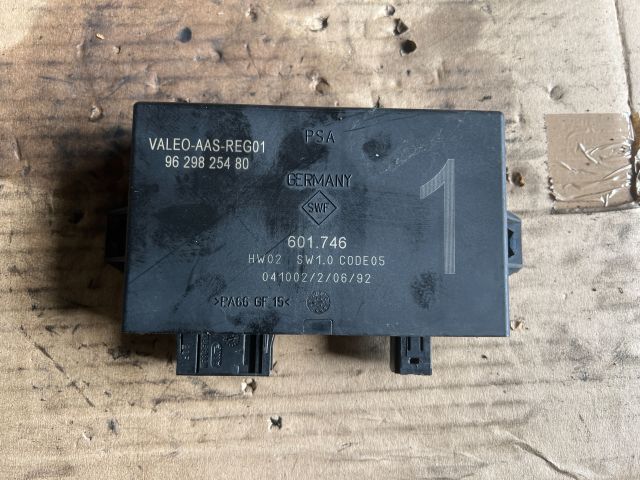 VALEO-AAS-REG01
96 298 254 80
PSA
GERMANY
SWF
1
601.746
HW02 SW1.0 CODE05
041002/2/06/92
>PA66 GF 15<